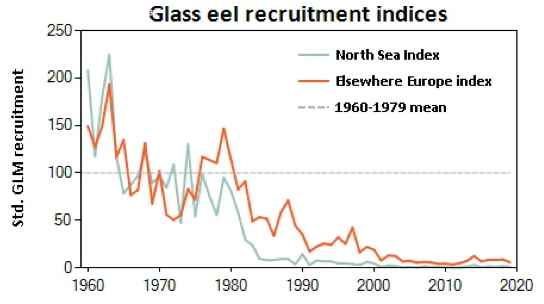 Glass eel recruitment indices
Std. GLM recruitment
250
200
150
100
50
0
North Sea Index
Elsewhere Europe index
1960-1979 mean
1960 1970 1980 1990 2000 2010 2020